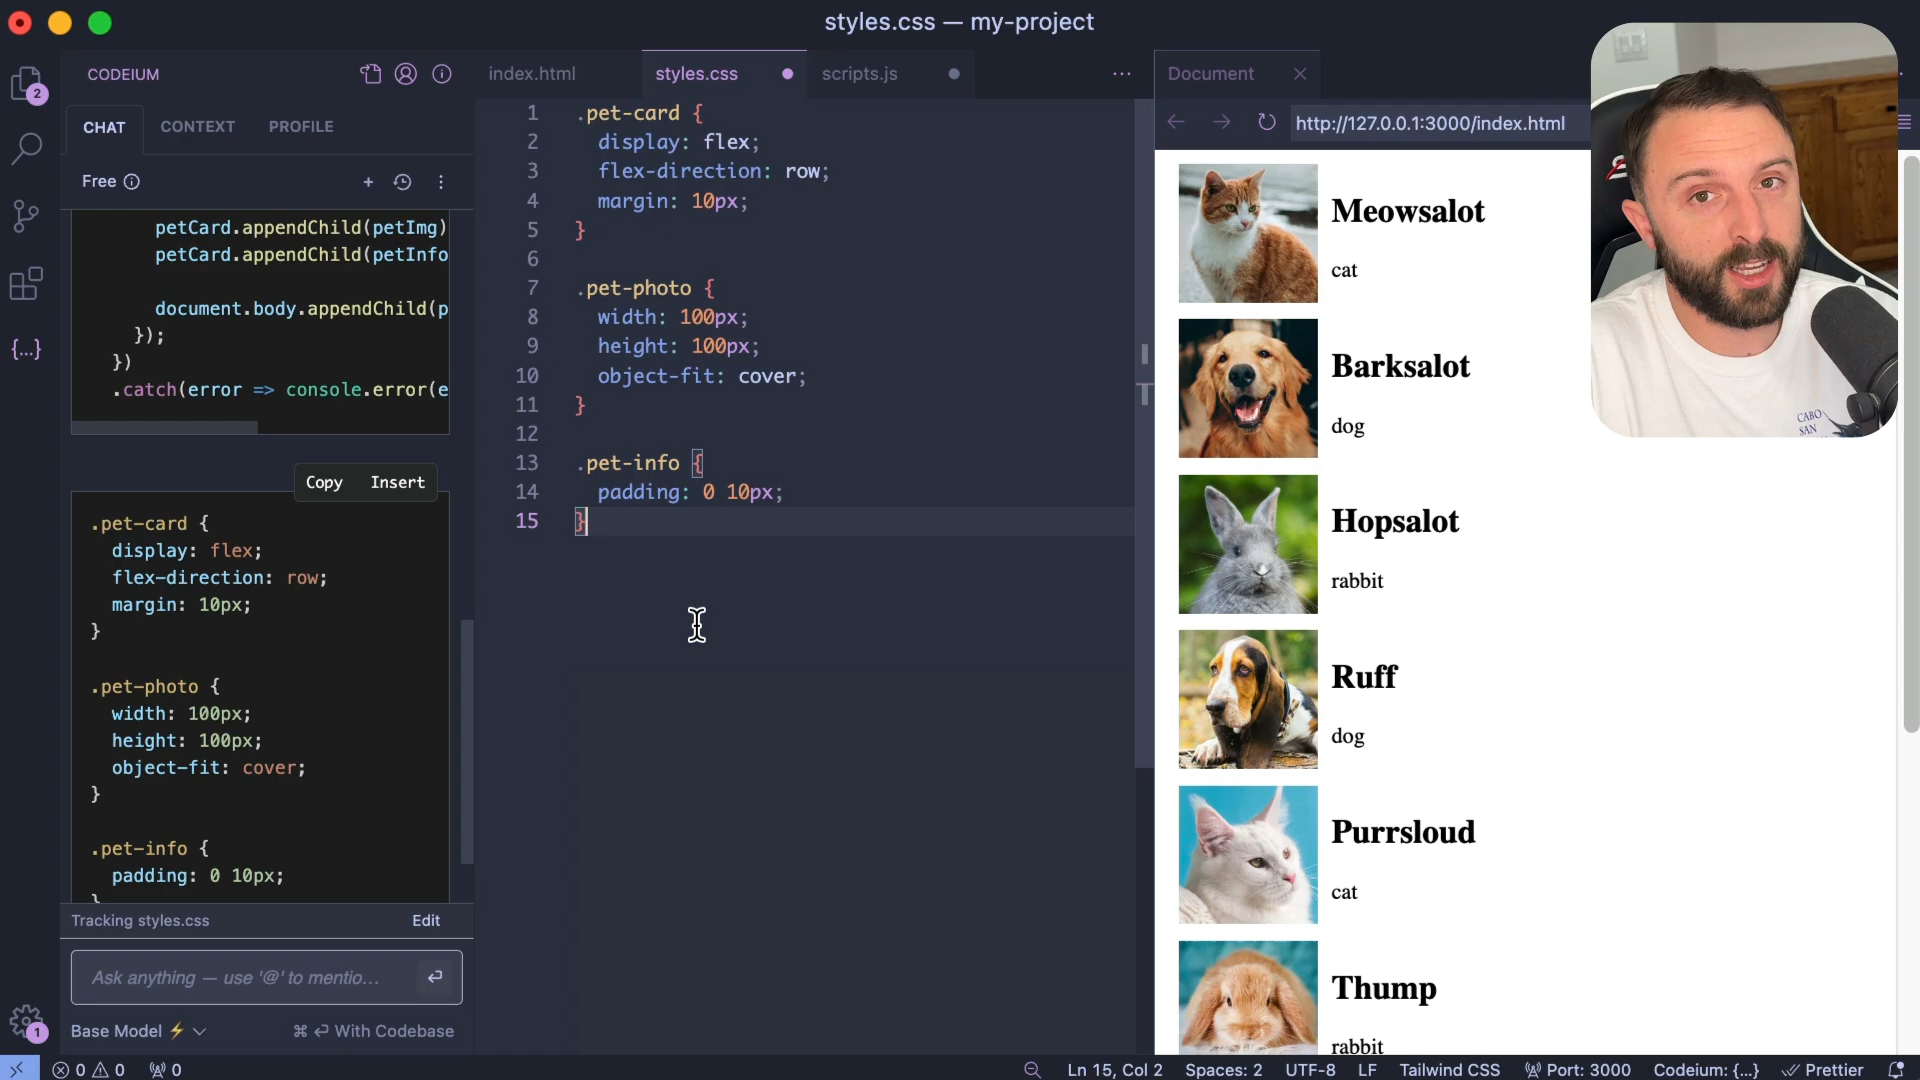 styles.css — my-project
CODEIUM
CHAT
CONTEXT
PROFILE
Free
petCard.appendChild(petImg)
petCard.appendChild(petInfo
document.body.appendChild(p
});
})
.catch(error => console.error(e
Copy Insert
.pet-card {
display: flex;
flex-direction: row;
margin: 10px;
}
.pet-photo {
width: 100px;
height: 100px;
object-fit: cover;
}
.pet-info {
padding: 0 10px;
}
Tracking styles.css
Edit
Ask anything — use '@' to mentio...
Base Model
⌘ ⏎ With Codebase
index.html
styles.css
scripts.js
1 .pet-card {
2 display: flex;
3 flex-direction: row;
4 margin: 10px;
5 }
6
7 .pet-photo {
8 width: 100px;
9 height: 100px;
10 object-fit: cover;
11 }
12
13 .pet-info {
14 padding: 0 10px;
15 }
Document
http://127.0.0.1:3000/index.html
Meowsalot
cat
Barksalot
dog
Hopsalot
rabbit
Ruff
dog
Purrsloud
cat
Thump
rabbit
CABO
SAN
2
1
0 0 0
Ln 15, Col 2
Spaces: 2
UTF-8
LF
Tailwind CSS
Port: 3000
Codeium: {...}
Prettier